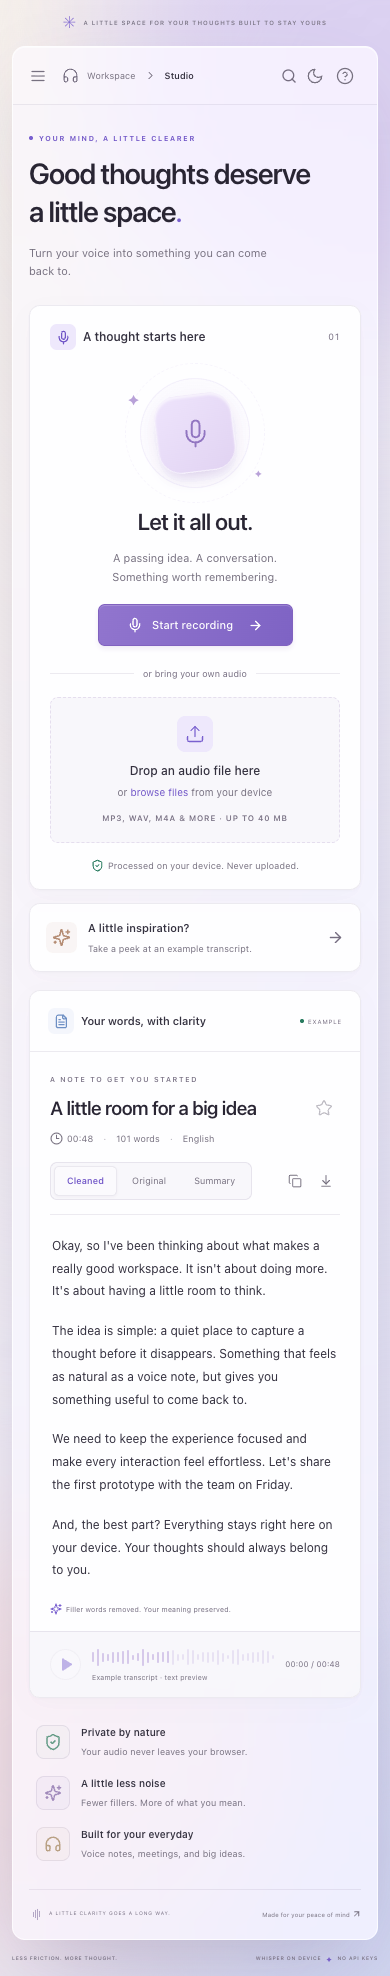 A LITTLE SPACE FOR YOUR THOUGHTS BUILT TO STAY YOURS
Workspace > Studio
YOUR MIND, A LITTLE CLEARER
Good thoughts deserve
a little space.
Turn your voice into something you can come
back to.
A thought starts here
01
Let it all out.
A passing idea. A conversation.
Something worth remembering.
Start recording
or bring your own audio
Drop an audio file here
or browse files from your device
MP3, WAV, M4A & MORE · UP TO 40 MB
Processed on your device. Never uploaded.
A little inspiration?
Take a peek at an example transcript.
Your words, with clarity
EXAMPLE
A NOTE TO GET YOU STARTED
A little room for a big idea
00:48 · 101 words · English
Cleaned Original Summary
Okay, so I've been thinking about what makes a
really good workspace. It isn't about doing more.
It's about having a little room to think.
The idea is simple: a quiet place to capture a
thought before it disappears. Something that feels
as natural as a voice note, but gives you
something useful to come back to.
We need to keep the experience focused and
make every interaction feel effortless. Let's share
the first prototype with the team on Friday.
And, the best part? Everything stays right here on
your device. Your thoughts should always belong
to you.
Filler words removed. Your meaning preserved.
00:00 / 00:48
Example transcript · text preview
Private by nature
Your audio never leaves your browser.
A little less noise
Fewer fillers. More of what you mean.
Built for your everyday
Voice notes, meetings, and big ideas.
A LITTLE CLARITY GOES A LONG WAY.
Made for your peace of mind
LESS FRICTION. MORE THOUGHT.
WHISPER ON DEVICE NO API KEYS